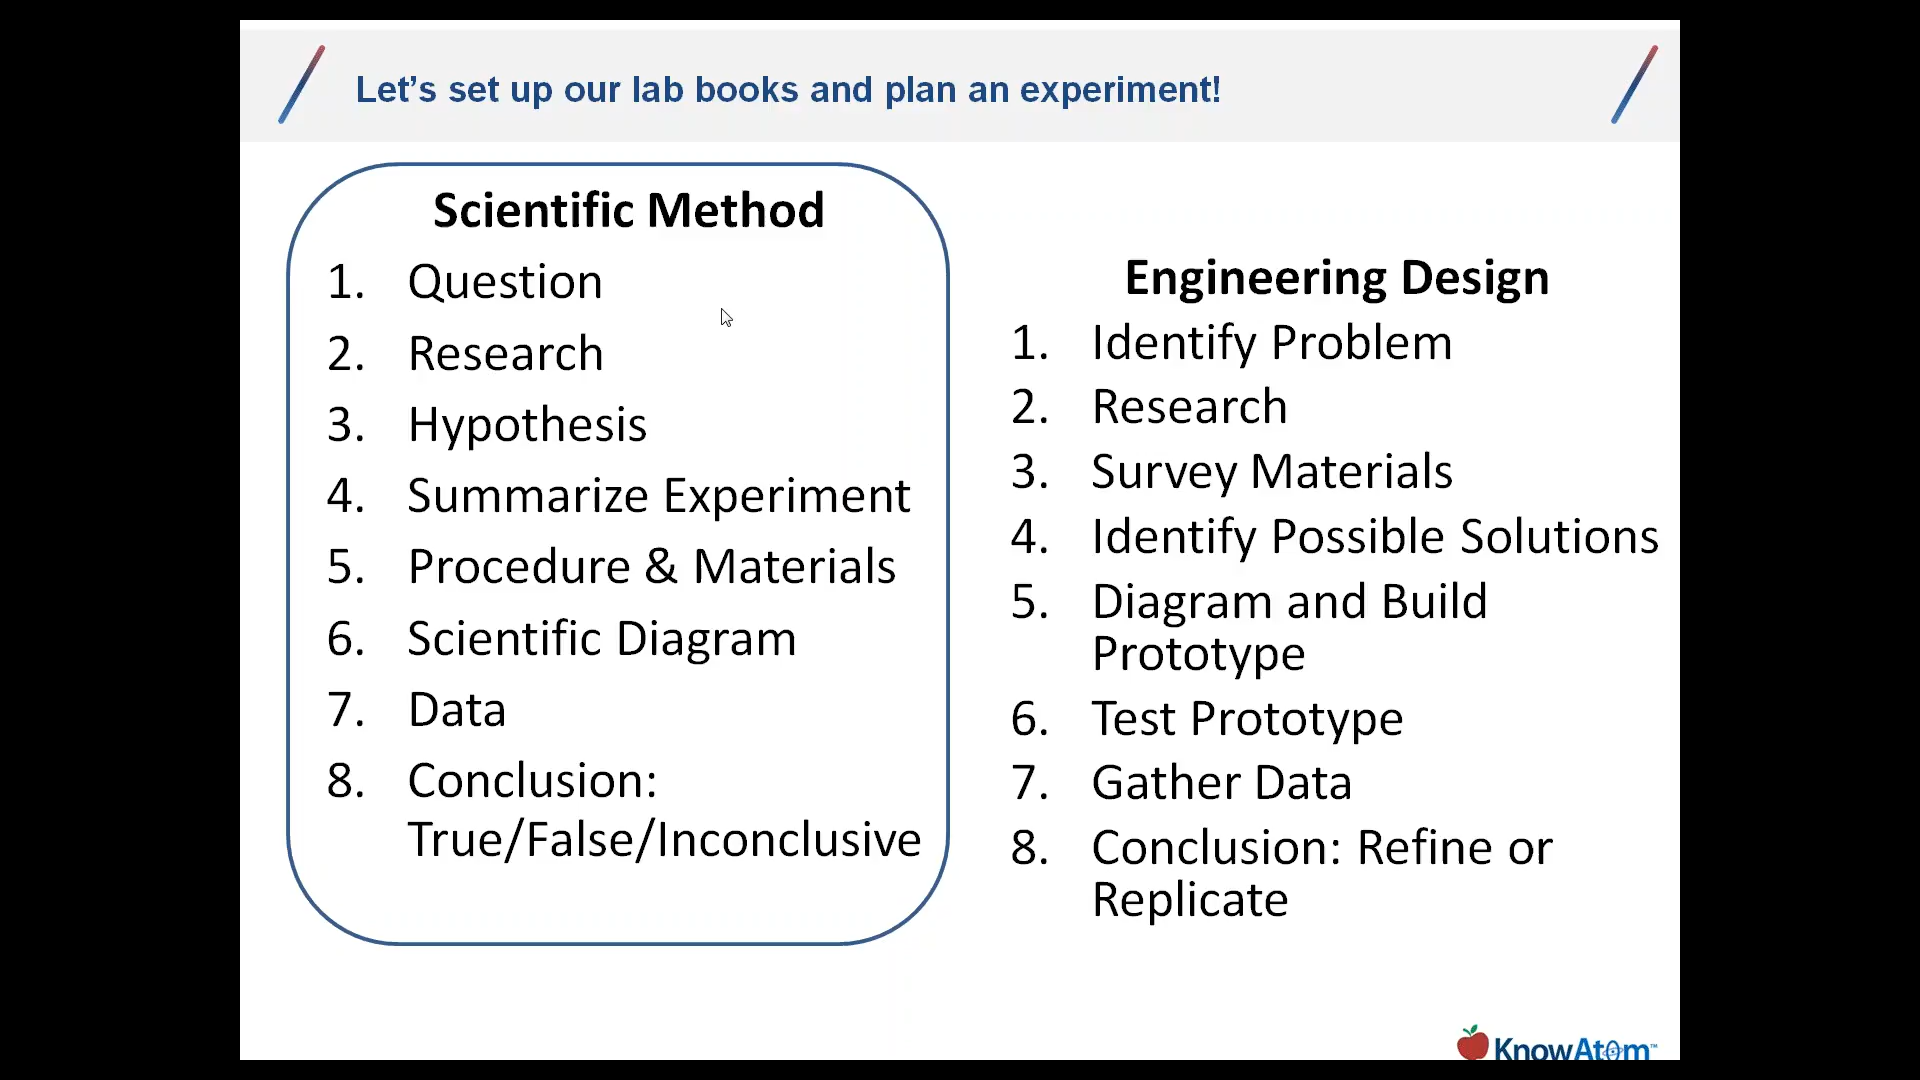 Let’s set up our lab books and plan an experiment!
Scientific Method
1. Question
2. Research
3. Hypothesis
4. Summarize Experiment
5. Procedure & Materials
6. Scientific Diagram
7. Data
8. Conclusion:
True/False/Inconclusive
Engineering Design
1. Identify Problem
2. Research
3. Survey Materials
4. Identify Possible Solutions
5. Diagram and Build
Prototype
6. Test Prototype
7. Gather Data
8. Conclusion: Refine or
Replicate
KnowAtom™